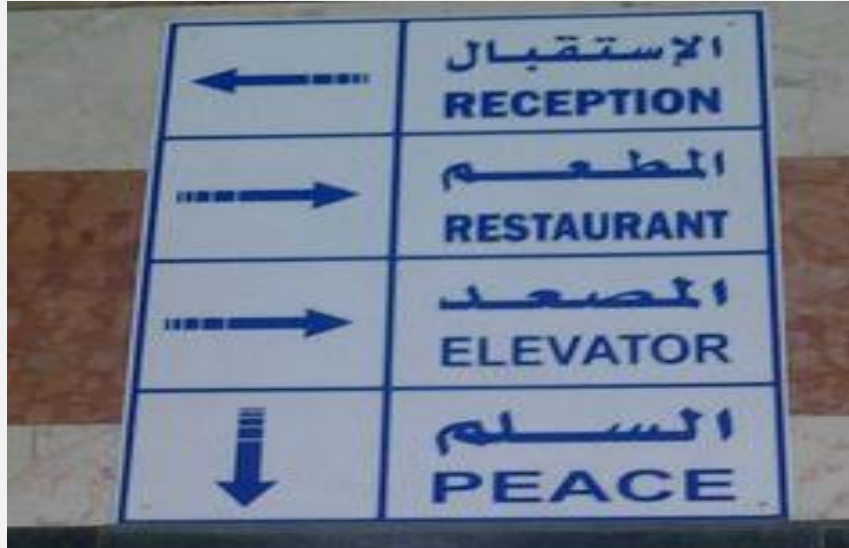 الإستقبال
RECEPTION
المطعم
RESTAURANT
المصعد
ELEVATOR
السلم
PEACE